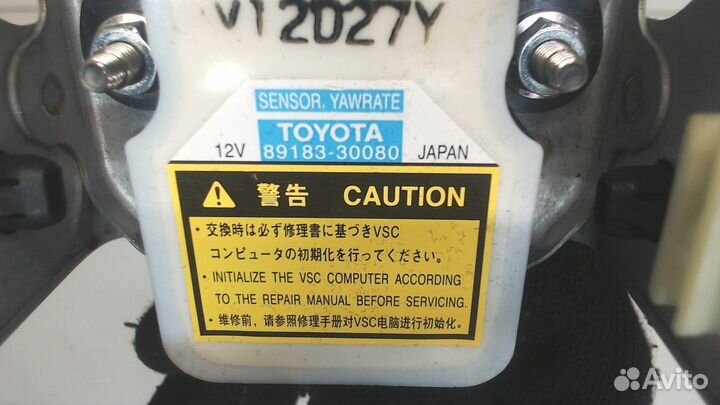 V12027Y
SENSOR, YAWRATE
TOYOTA
12V 89183-30080 JAPAN
警告 CAUTION
・交換時は必ず修理書に基づきVSC
コンピュータの初期化を行ってください。
・INITIALIZE THE VSC COMPUTER ACCORDING
TO THE REPAIR MANUAL BEFORE SERVICING.
・维修前，请参照修理手册对VSC电脑进行初始化。
Avito